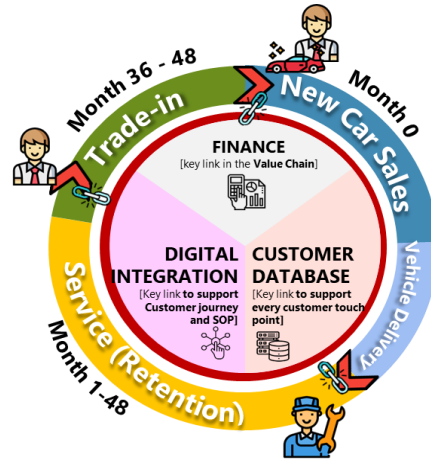 Month 36 - 48
Trade-in
New Car Sales
Month 0
FINANCE
[key link in the Value Chain]
DIGITAL
INTEGRATION
[Key link to support
Customer journey
and SOP]
CUSTOMER
DATABASE
[Key link to support
every customer touch
point]
Vehicle Delivery
Service (Retention)
Month 1-48